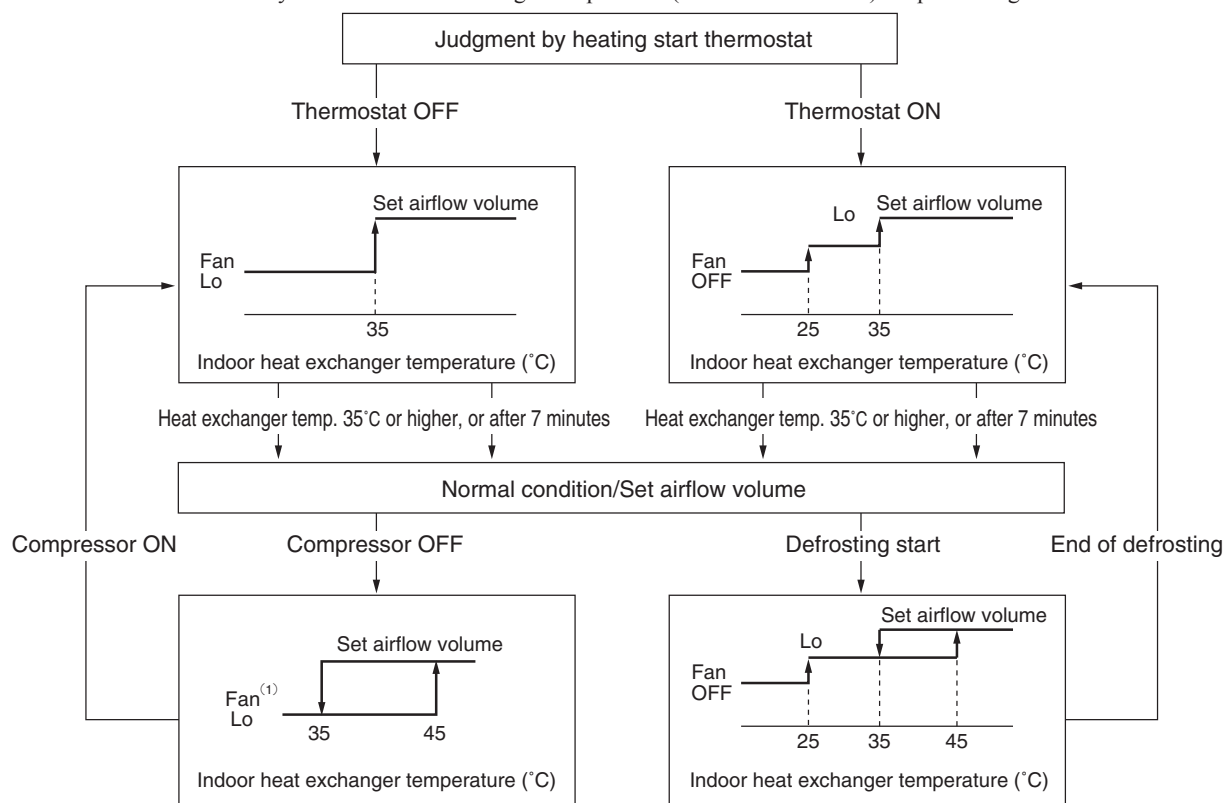 Judgment by heating start thermostat
Thermostat OFF
Thermostat ON
Set airflow volume
Fan
Lo
35
Indoor heat exchanger temperature (˚C)
Set airflow volume
Lo
Fan
OFF
25 35
Indoor heat exchanger temperature (˚C)
Heat exchanger temp. 35˚C or higher, or after 7 minutes
Heat exchanger temp. 35˚C or higher, or after 7 minutes
Normal condition/Set airflow volume
Compressor ON
Compressor OFF
Defrosting start
End of defrosting
Set airflow volume
Fan(1)
Lo
35 45
Indoor heat exchanger temperature (˚C)
Set airflow volume
Lo
Fan
OFF
25 35 45
Indoor heat exchanger temperature (˚C)